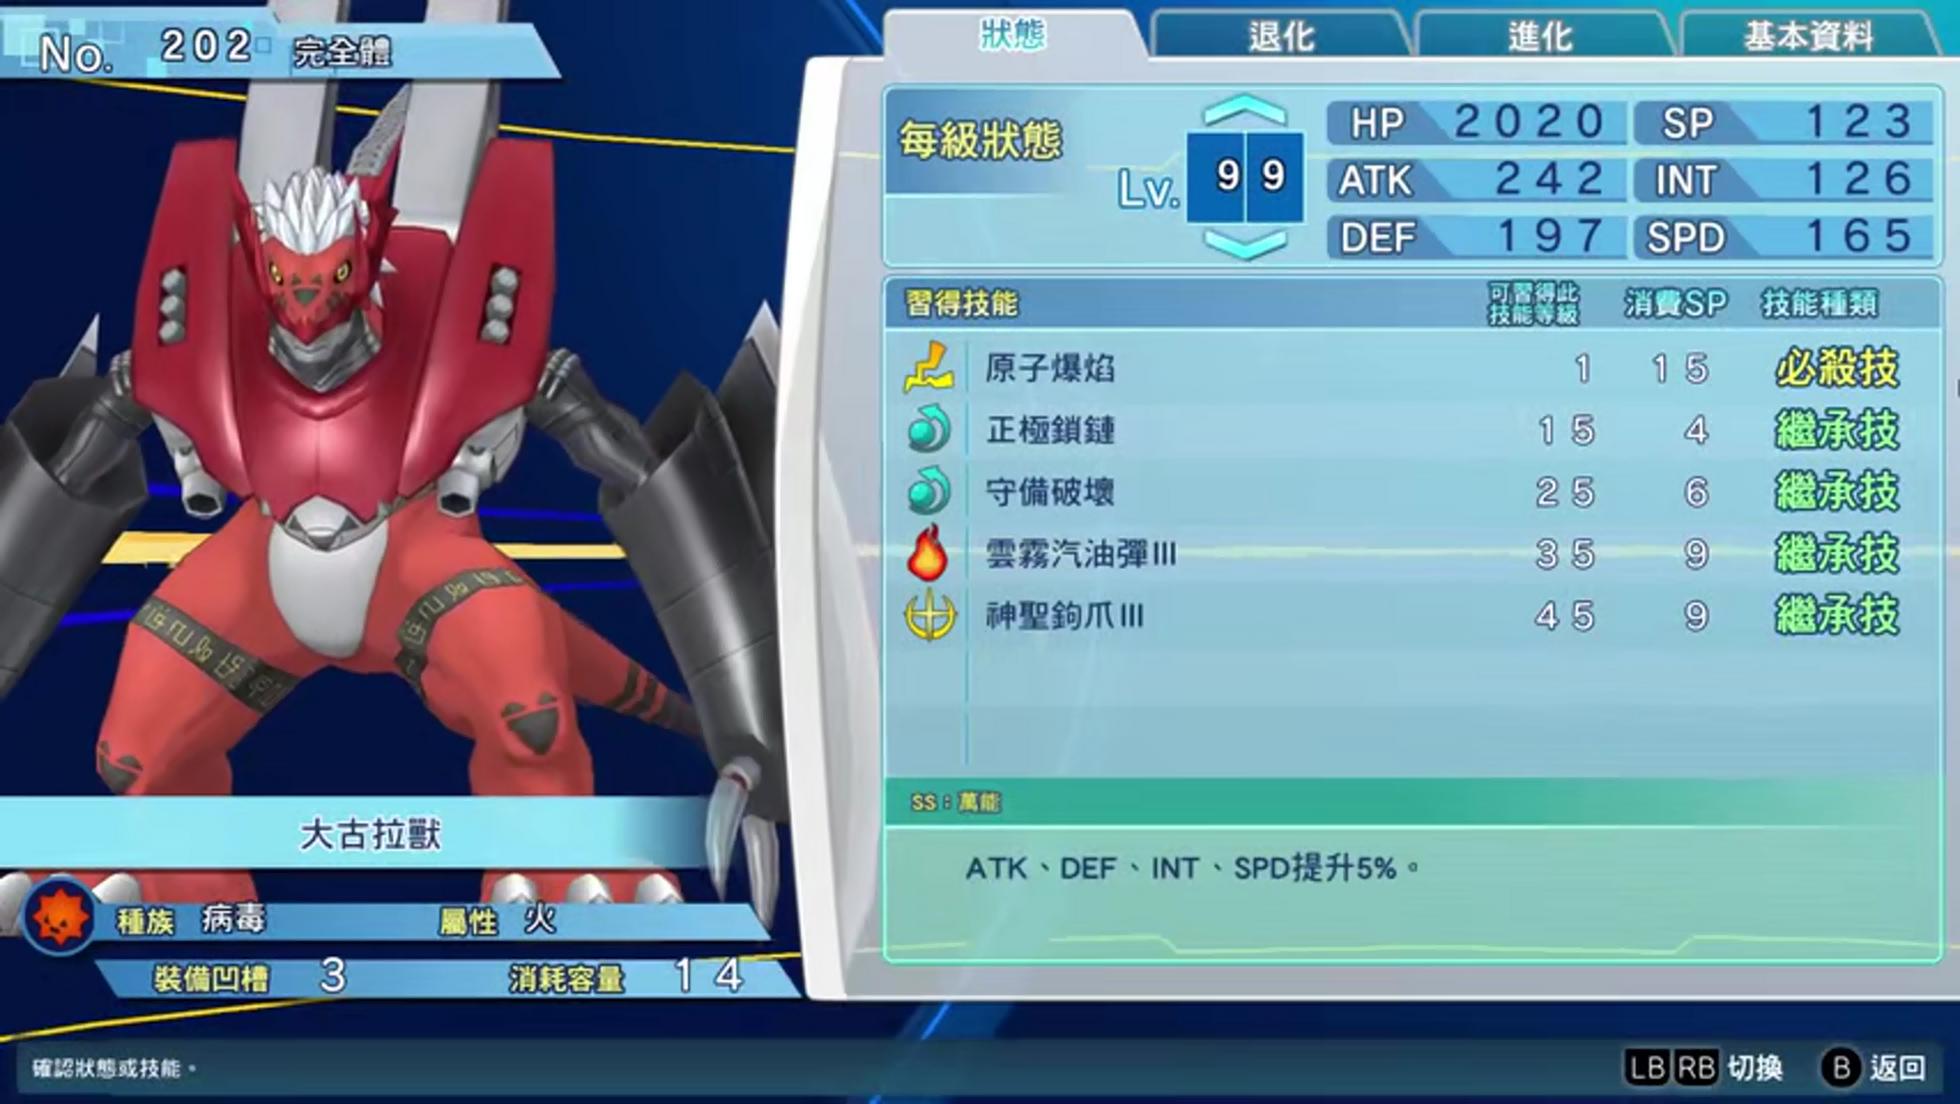 No. 202 完全體
狀態 退化 進化 基本資料
每級狀態
Lv. 99
HP 2020 SP 123
ATK 242 INT 126
DEF 197 SPD 165
習得技能 可習得此技能等級 消費SP 技能種類
原子爆焰 1 15 必殺技
正極鎖鏈 15 4 繼承技
守備破壞 25 6 繼承技
雲霧汽油彈III 35 9 繼承技
神聖鉤爪III 45 9 繼承技
SS：萬能
ATK、DEF、INT、SPD提升5%。
大古拉獸
種族 病毒 屬性 火
裝備凹槽 3 消耗容量 14
確認狀態或技能。
LB RB 切換 B 返回